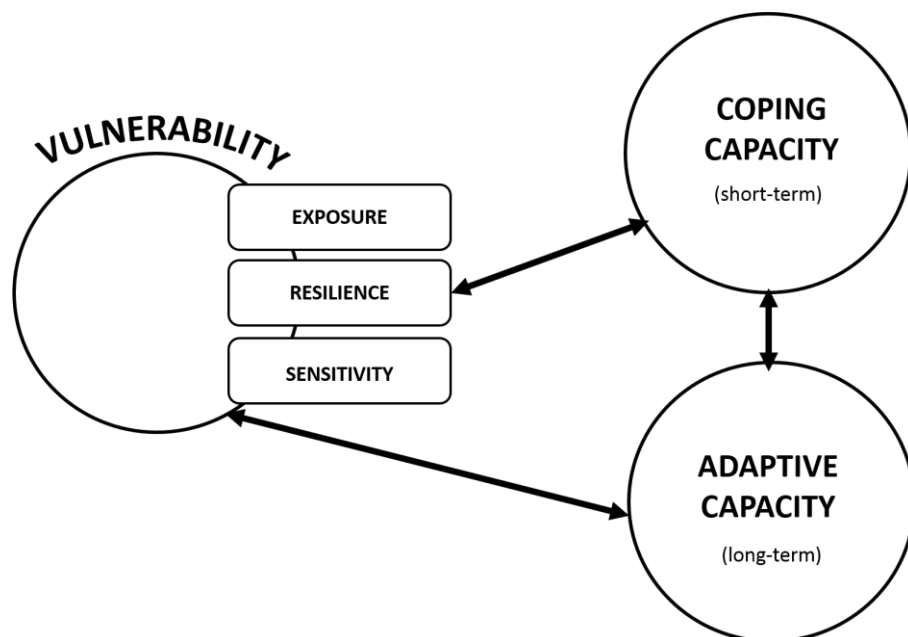 VULNERABILITY
EXPOSURE
RESILIENCE
SENSITIVITY
COPING
CAPACITY
(short-term)
ADAPTIVE
CAPACITY
(long-term)